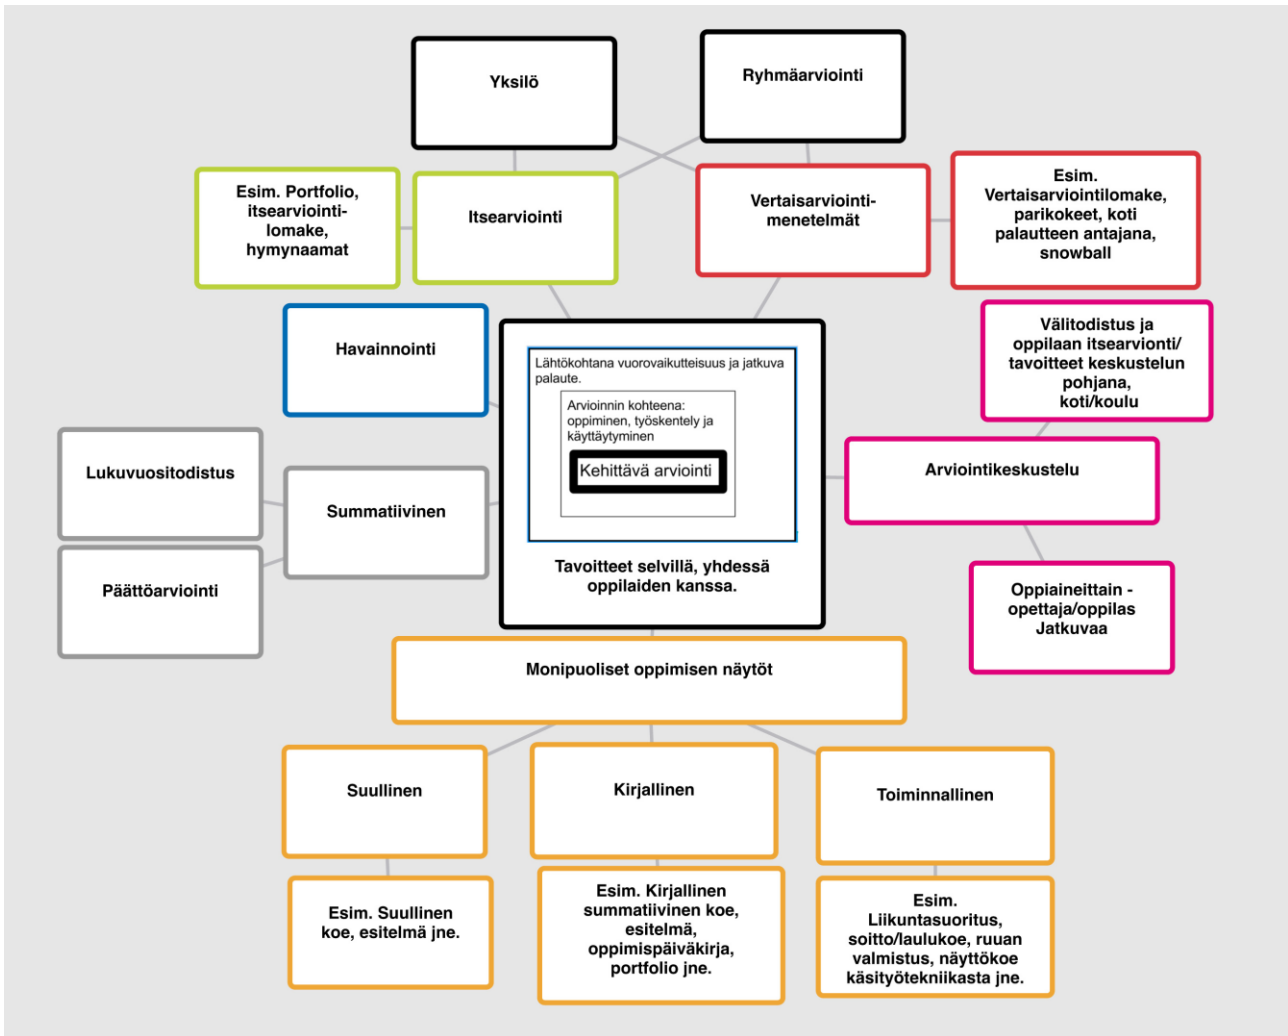 Yksilö
Ryhmäarviointi
Esim. Portfolio,
itsearviointi-
lomake,
hymynaamat
Itsearviointi
Vertaisarviointi-
menetelmät
Esim.
Vertaisarviointilomake,
parikokeet, koti
palautteen antajana,
snowball
Havainnointi
Lähtökohtana vuorovaikutteisuus ja jatkuva
palaute.
Arvioinnin kohteena:
oppiminen, työskentely ja
käyttäytyminen
Kehittävä arviointi
Tavoitteet selvillä, yhdessä
oppilaiden kanssa.
Välitodistus ja
oppilaan itsearvionti/
tavoitteet keskustelun
pohjana,
koti/koulu
Lukuvuositodistus
Summatiivinen
Arviointikeskustelu
Päättöarviointi
Oppiaineittain -
opettaja/oppilas
Jatkuvaa
Monipuoliset oppimisen näytöt
Suullinen
Kirjallinen
Toiminnallinen
Esim. Suullinen
koe, esitelmä jne.
Esim. Kirjallinen
summatiivinen koe,
esitelmä,
oppimispäiväkirja,
portfolio jne.
Esim.
Liikuntasuoritus,
soitto/laulukoe, ruuan
valmistus, näyttökoe
käsityötekniikasta jne.